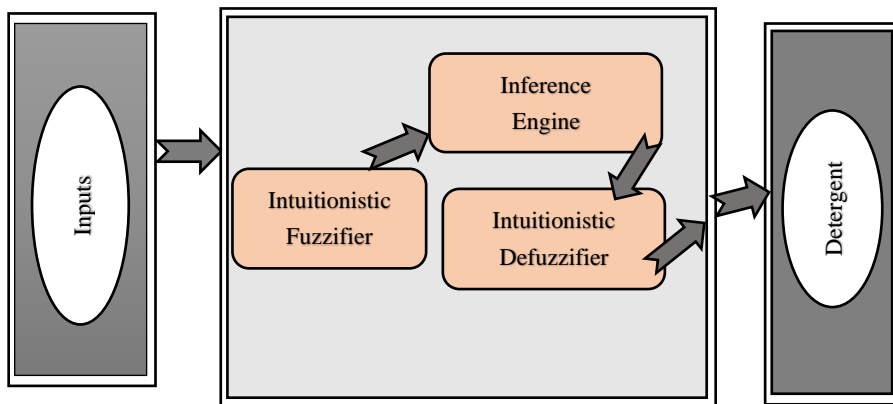 Inputs
Intuitionistic
Fuzzifier
Inference
Engine
Intuitionistic
Defuzzifier
Detergent